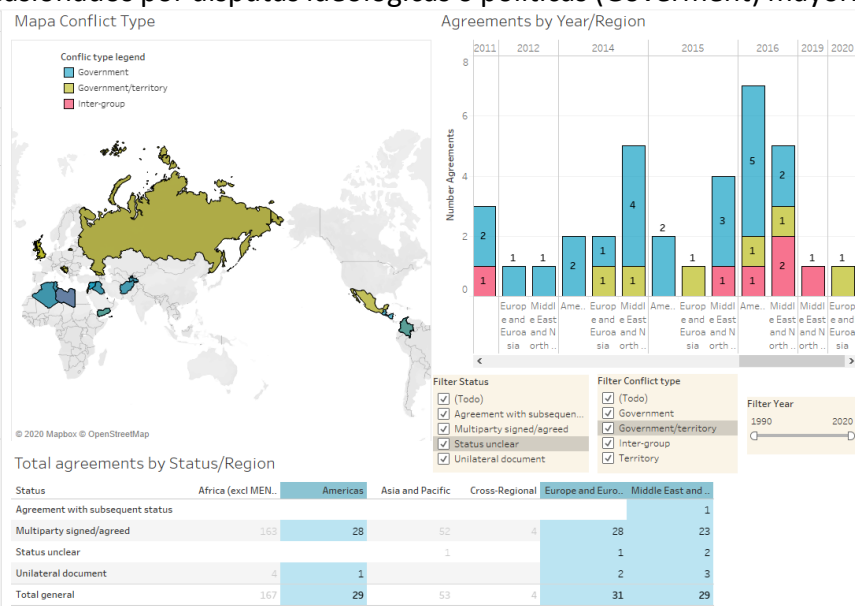 asionados por disputas ideológicas o políticas (Goverment) mayor
Mapa Conflict Type
Conflic type legend
Government
Government/territory
Inter-group
© 2020 Mapbox © OpenStreetMap
Agreements by Year/Region
2011 2012 2014 2015 2016 2019 2020
Number Agreements
8
6
4
2
0
2 1
1
1
2
1 1
4 1
2
1
3 1
5 1 1
2 1 2
1
1
Europ e and Euroa sia
Middl e East and N orth ..
Ame..
Europ e and Euroa sia
Middl e East and N orth ..
Ame..
Europ e and Euroa sia
Middl e East and N orth ..
Ame..
Middl e East and N orth ..
Middl e East and N orth ..
Europ e and Euroa sia
Filter Status
(Todo)
Agreement with subsequen...
Multiparty signed/agreed
Status unclear
Unilateral document
Filter Conflict type
(Todo)
Government
Government/territory
Inter-group
Territory
Filter Year
1990 2020
Total agreements by Status/Region
Status Africa (excl MEN.. Americas Asia and Pacific Cross-Regional Europe and Euro.. Middle East and ..
Agreement with subsequent status 1
Multiparty signed/agreed 163 28 52 4 28 23
Status unclear 1 1 2
Unilateral document 4 1 2 3
Total general 167 29 53 4 31 29